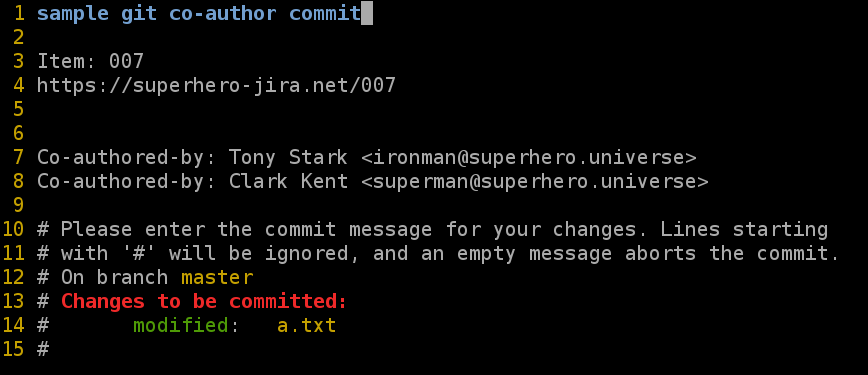 1 sample git co-author commit
2
3 Item: 007
4 https://superhero-jira.net/007
5
6
7 Co-authored-by: Tony Stark <ironman@superhero.universe>
8 Co-authored-by: Clark Kent <superman@superhero.universe>
9
10 # Please enter the commit message for your changes. Lines starting
11 # with '#' will be ignored, and an empty message aborts the commit.
12 # On branch master
13 # Changes to be committed:
14 #       modified:   a.txt
15 #